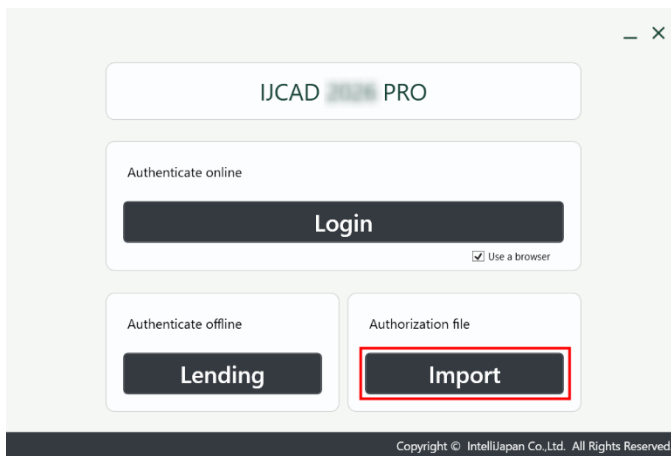 IJCAD PRO
Authenticate online
Login
Use a browser
Authenticate offline
Lending
Authorization file
Import
Copyright © IntelliJapan Co.,Ltd. All Rights Reserved